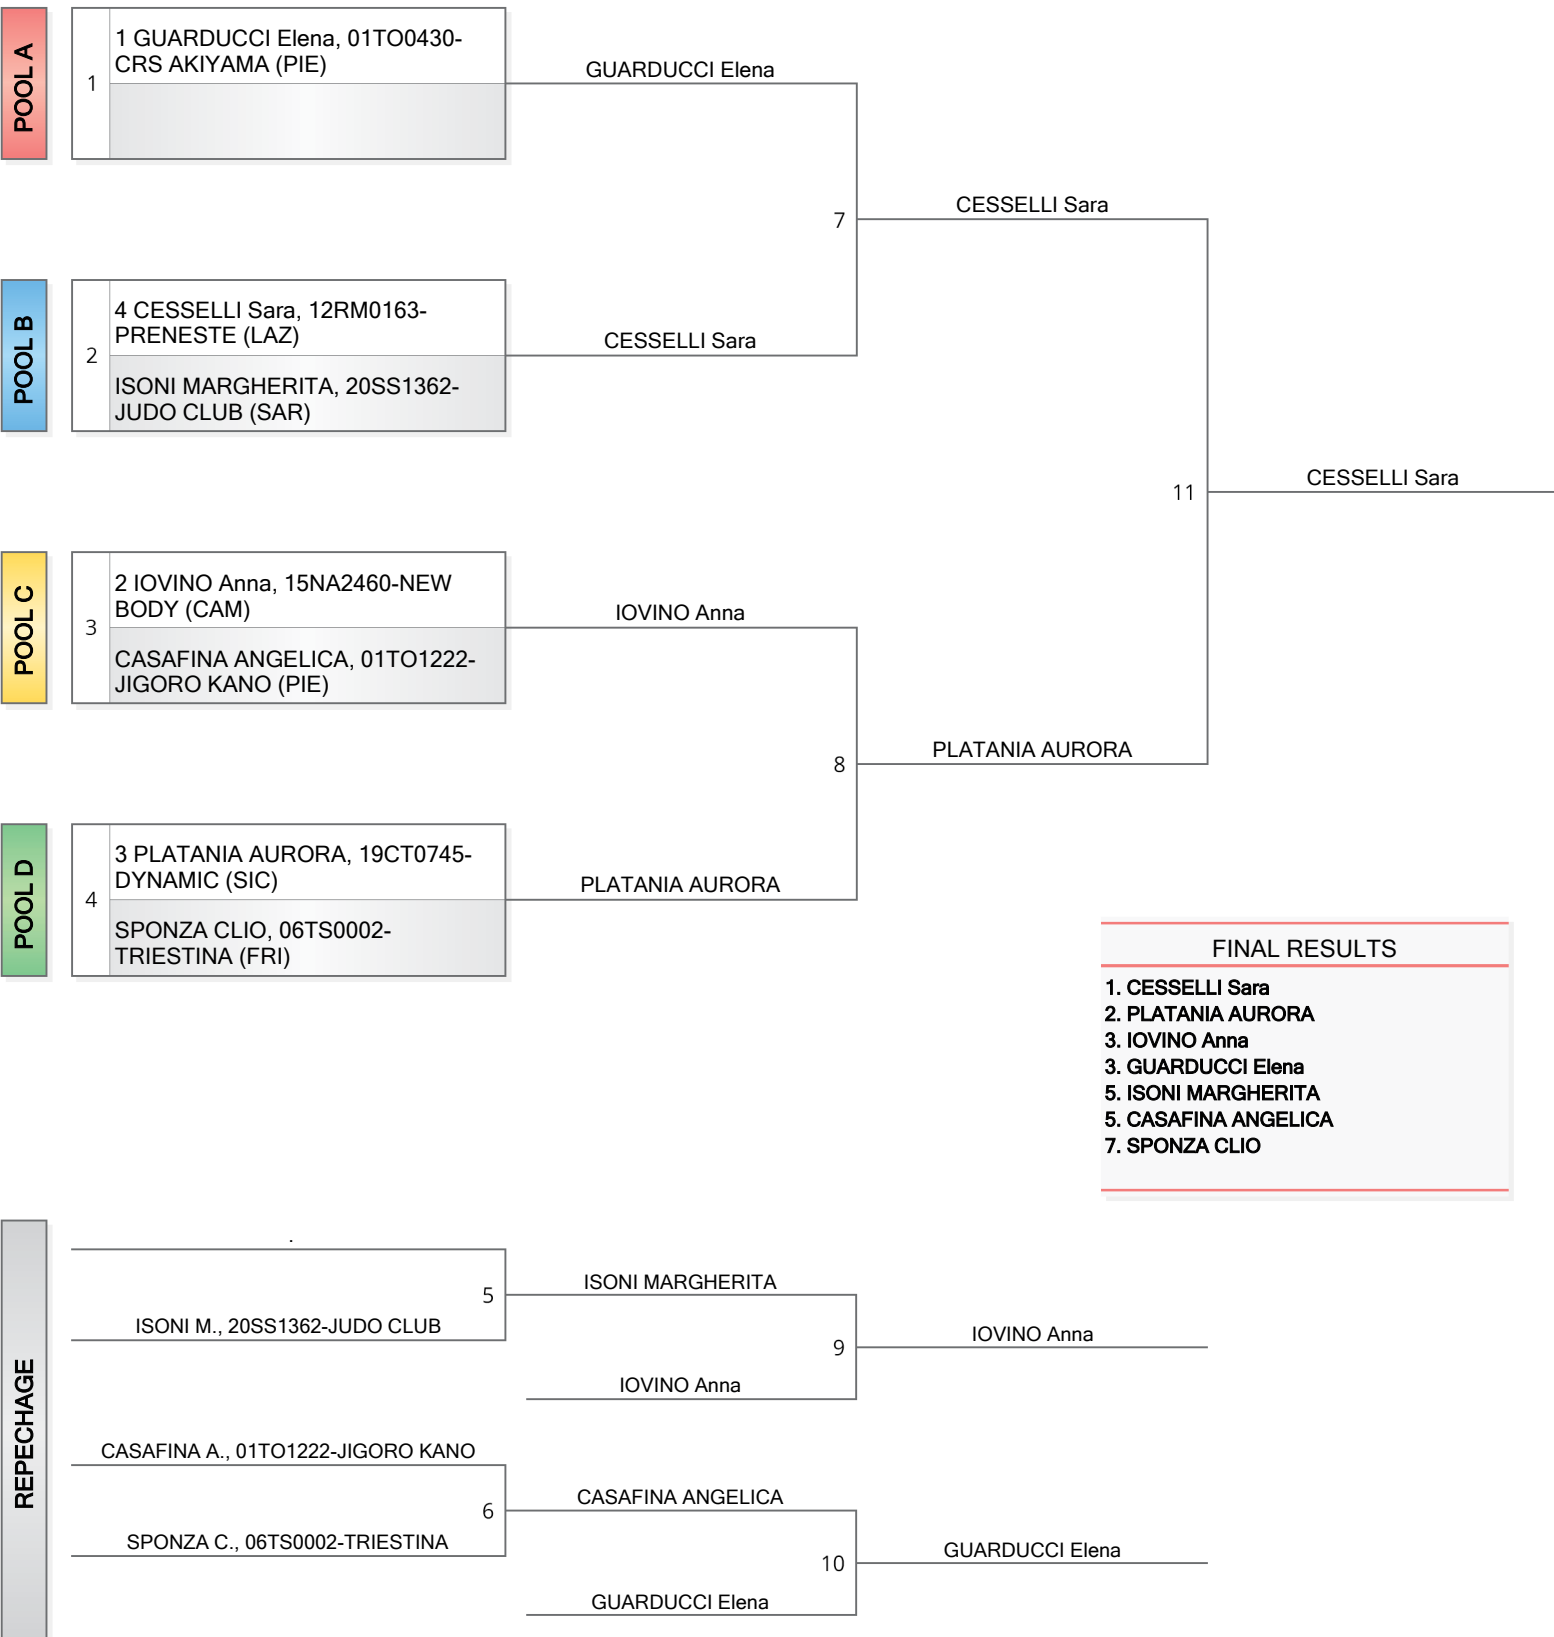 POOL A
1
1 GUARDUCCI Elena, 01TO0430-
CRS AKIYAMA (PIE)
GUARDUCCI Elena
7
CESSELLI Sara
POOL B
2
4 CESSELLI Sara, 12RM0163-
PRENESTE (LAZ)
ISONI MARGHERITA, 20SS1362-
JUDO CLUB (SAR)
CESSELLI Sara
11
CESSELLI Sara
POOL C
3
2 IOVINO Anna, 15NA2460-NEW
BODY (CAM)
CASAFINA ANGELICA, 01TO1222-
JIGORO KANO (PIE)
IOVINO Anna
8
PLATANIA AURORA
POOL D
4
3 PLATANIA AURORA, 19CT0745-
DYNAMIC (SIC)
SPONZA CLIO, 06TS0002-
TRIESTINA (FRI)
PLATANIA AURORA
FINAL RESULTS
1. CESSELLI Sara
2. PLATANIA AURORA
3. IOVINO Anna
3. GUARDUCCI Elena
5. ISONI MARGHERITA
5. CASAFINA ANGELICA
7. SPONZA CLIO
REPECHAGE
.
5
ISONI M., 20SS1362-JUDO CLUB
ISONI MARGHERITA
9
IOVINO Anna
IOVINO Anna
CASAFINA A., 01TO1222-JIGORO KANO
6
SPONZA C., 06TS0002-TRIESTINA
CASAFINA ANGELICA
10
GUARDUCCI Elena
GUARDUCCI Elena